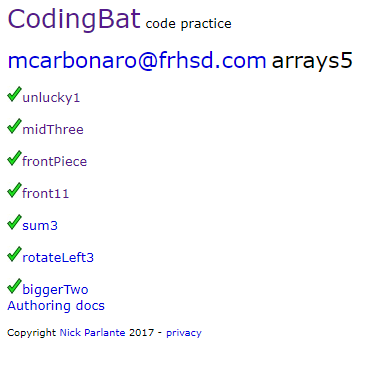 CodingBat code practice
mcarbonaro@frhsd.com arrays5
unlucky1
midThree
frontPiece
front11
sum3
rotateLeft3
biggerTwo
Authoring docs
Copyright Nick Parlante 2017 - privacy